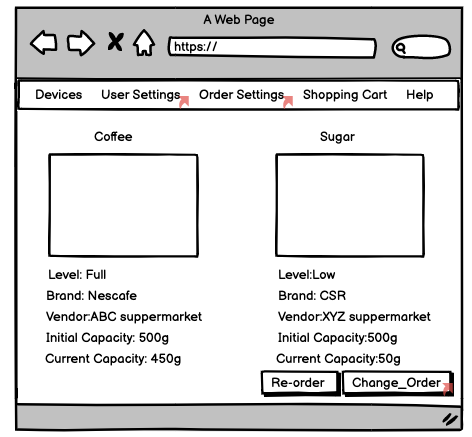 A Web Page
https://
Devices User Settings Order Settings Shopping Cart Help
Coffee
Sugar
Level: Full
Brand: Nescafe
Vendor:ABC suppermarket
Initial Capacity: 500g
Current Capacity: 450g
Level:Low
Brand: CSR
Vendor:XYZ suppermarket
Initial Capacity:500g
Current Capacity:50g
Re-order Change_Order